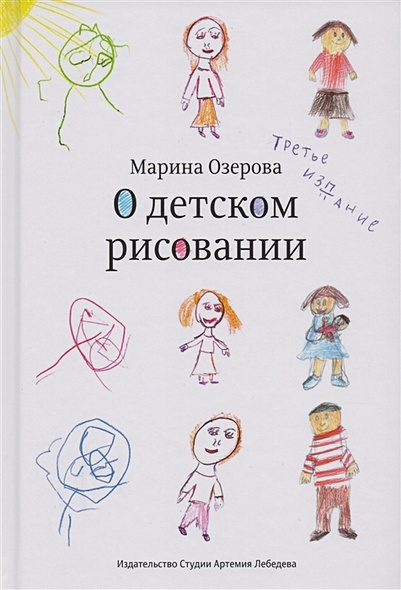 Марина Озерова
О детском
рисовании
третье
издание
Издательство Студии Артемия Лебедева